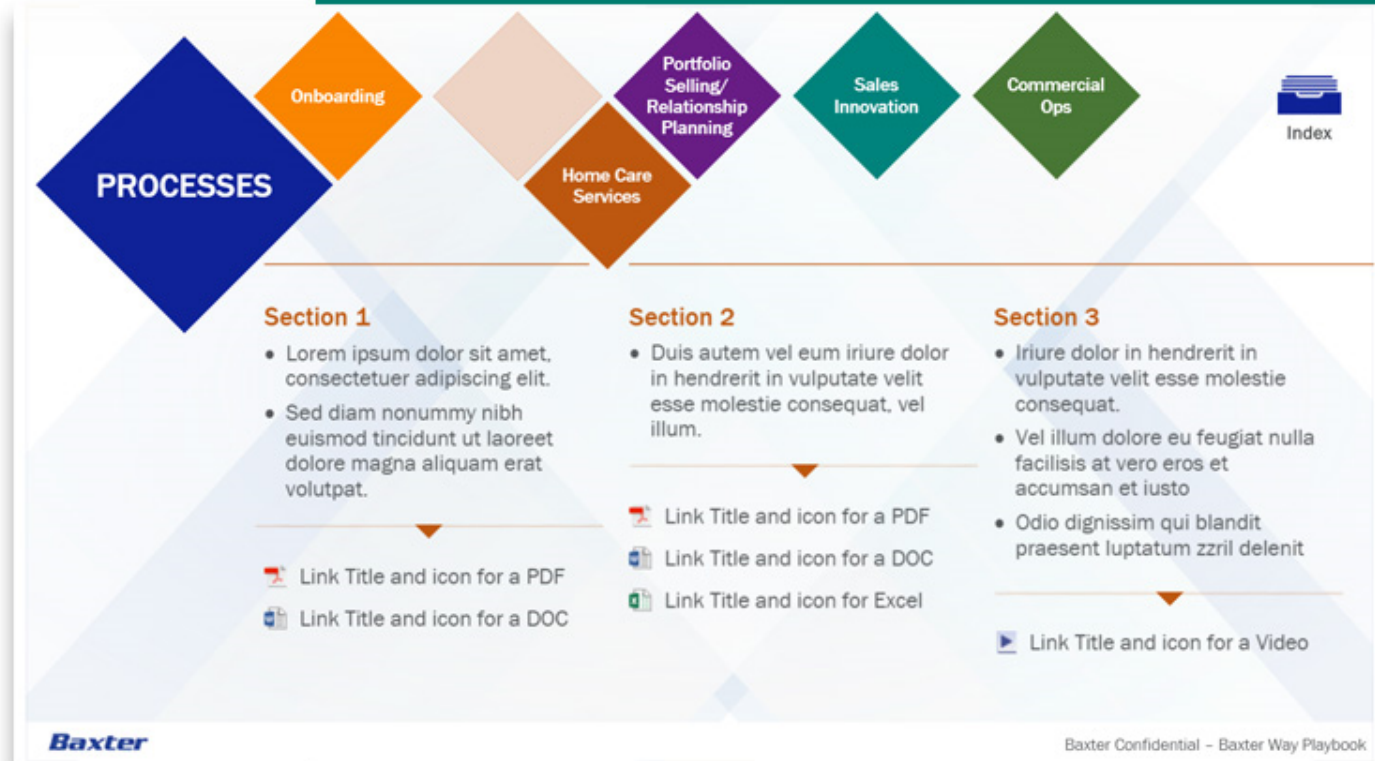 PROCESSES
Onboarding
Home Care
Services
Portfolio
Selling/
Relationship
Planning
Sales
Innovation
Commercial
Ops
Index
Section 1
• Lorem ipsum dolor sit amet,
consectetuer adipiscing elit.
• Sed diam nonummy nibh
euismod tincidunt ut laoreet
dolore magna aliquam erat
volutpat.
Link Title and icon for a PDF
Link Title and icon for a DOC
Section 2
• Duis autem vel eum iriure dolor
in hendrerit in vulputate velit
esse molestie consequat, vel
illum.
Link Title and icon for a PDF
Link Title and icon for a DOC
Link Title and icon for Excel
Section 3
• Iriure dolor in hendrerit in
vulputate velit esse molestie
consequat.
• Vel illum dolore eu feugiat nulla
facilisis at vero eros et
accumsan et iusto
• Odio dignissim qui blandit
praesent luptatum zzril delenit
Link Title and icon for a Video
Baxter
Baxter Confidential – Baxter Way Playbook